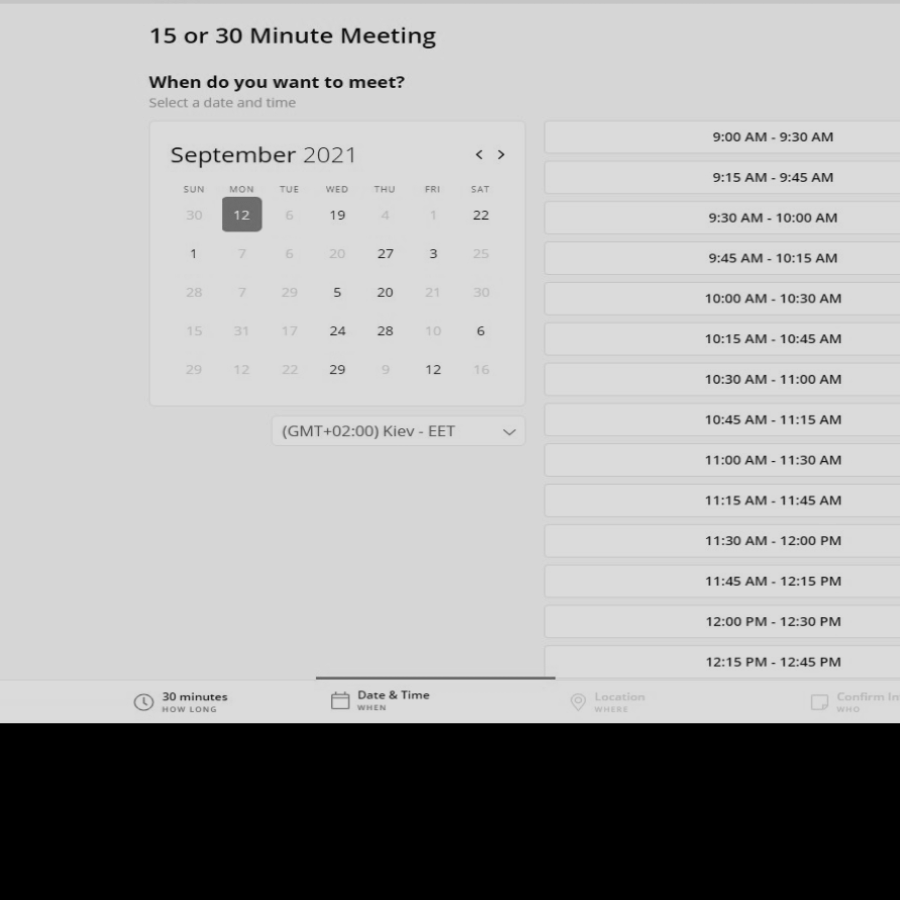 15 or 30 Minute Meeting
When do you want to meet?
Select a date and time
September 2021
SUN MON TUE WED THU FRI SAT
30 12 6 19 4 1 22
1 7 6 20 27 3 25
28 7 29 5 20 21 30
15 31 17 24 28 10 6
29 12 22 29 9 12 16
(GMT+02:00) Kiev - EET
9:00 AM - 9:30 AM
9:15 AM - 9:45 AM
9:30 AM - 10:00 AM
9:45 AM - 10:15 AM
10:00 AM - 10:30 AM
10:15 AM - 10:45 AM
10:30 AM - 11:00 AM
10:45 AM - 11:15 AM
11:00 AM - 11:30 AM
11:15 AM - 11:45 AM
11:30 AM - 12:00 PM
11:45 AM - 12:15 PM
12:00 PM - 12:30 PM
12:15 PM - 12:45 PM
30 minutes
HOW LONG
Date & Time
WHEN
Location
WHERE
Confirm In
WHO